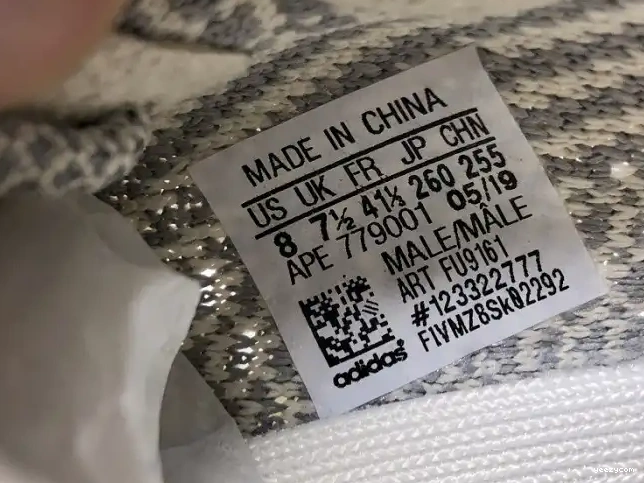 MADE IN CHINA
US UK FR JP CHN
8 7½ 41⅓ 260 255
APE 779001 05/19
MALE/MÂLE
ART FU9161
#123322777
FIVMZ8SK02292
adidas
yeezycom